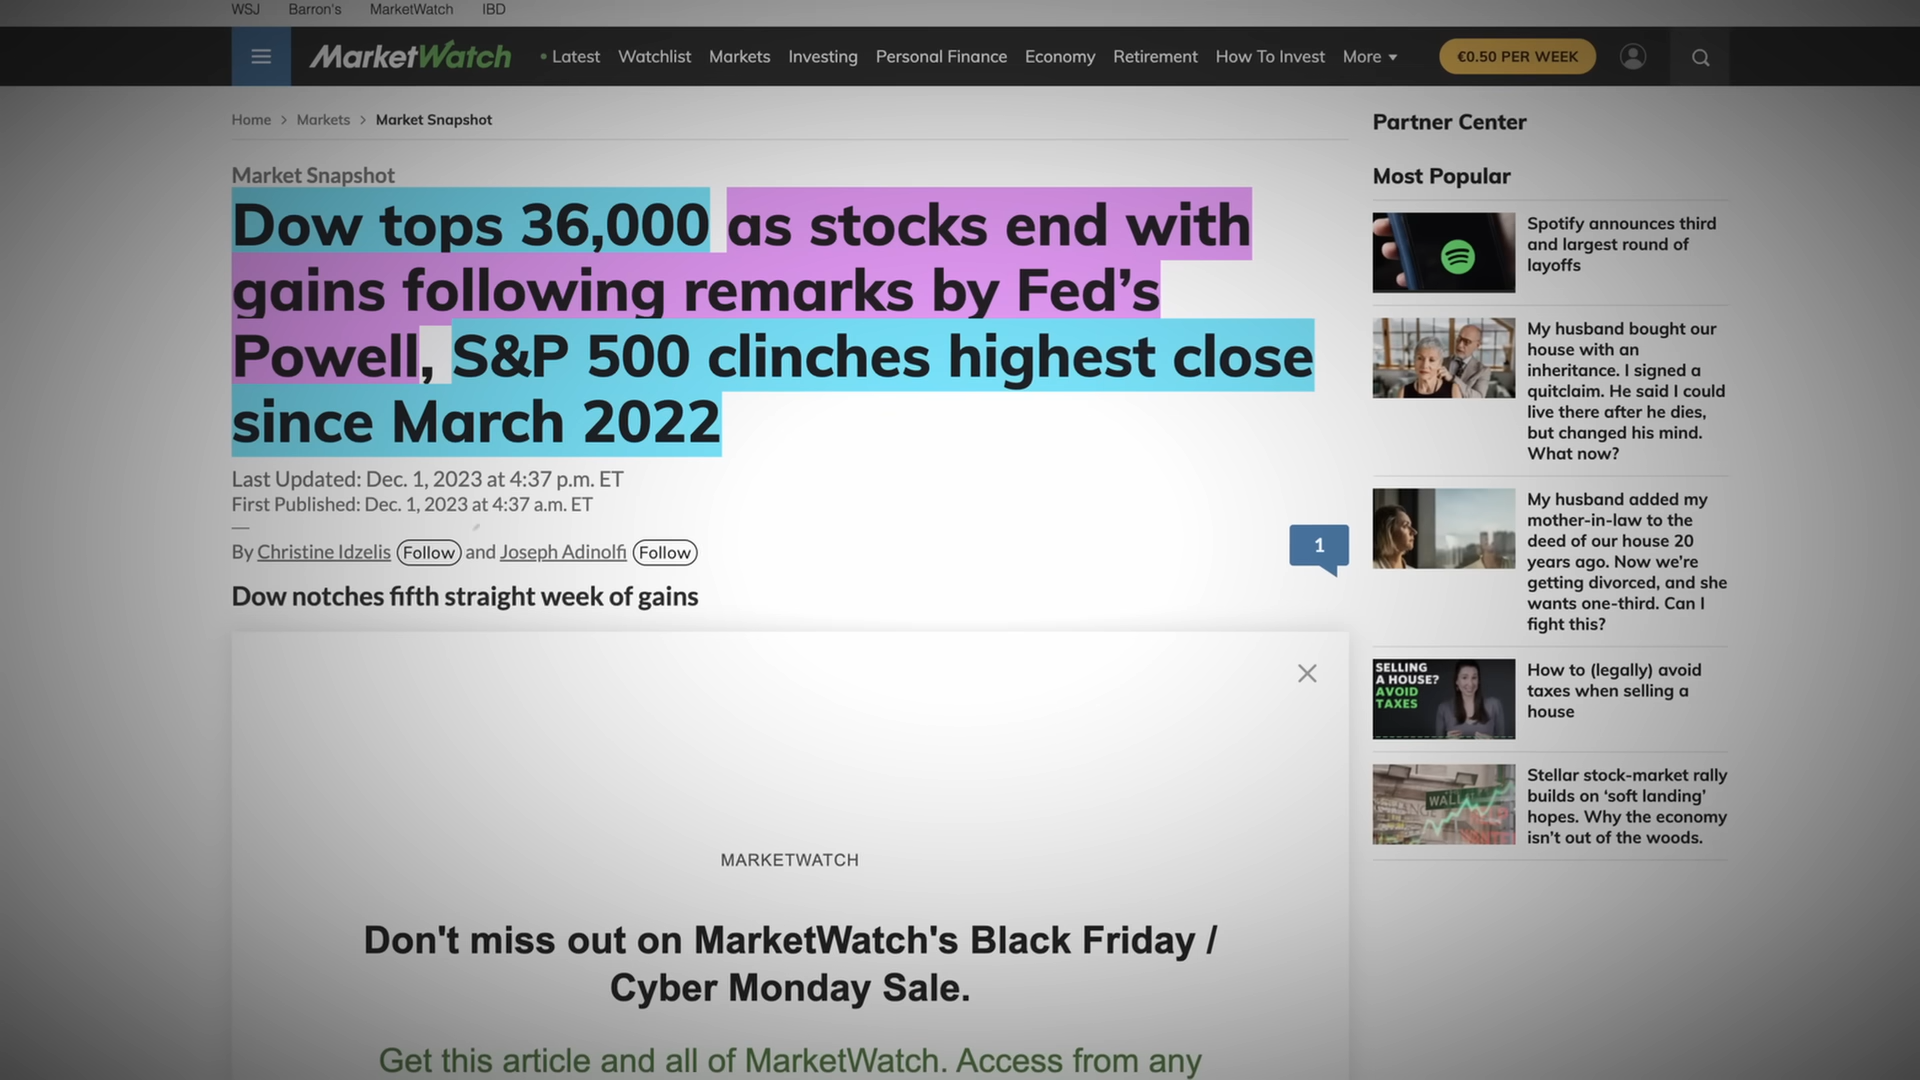 WSJ Barron's MarketWatch IBD
MarketWatch • Latest Watchlist Markets Investing Personal Finance Economy Retirement How To Invest More €0.50 PER WEEK
Home > Markets > Market Snapshot
Market Snapshot
Dow tops 36,000 as stocks end with
gains following remarks by Fed’s
Powell, S&P 500 clinches highest close
since March 2022
Last Updated: Dec. 1, 2023 at 4:37 p.m. ET
First Published: Dec. 1, 2023 at 4:37 a.m. ET
By Christine Idzelis Follow and Joseph Adinolfi Follow
1
Dow notches fifth straight week of gains
MARKETWATCH
Don't miss out on MarketWatch's Black Friday /
Cyber Monday Sale.
Get this article and all of MarketWatch. Access from any
Partner Center
Most Popular
Spotify announces third
and largest round of
layoffs
My husband bought our
house with an
inheritance. I signed a
quitclaim. He said I could
live there after he dies,
but changed his mind.
What now?
My husband added my
mother-in-law to the
deed of our house 20
years ago. Now we’re
getting divorced, and she
wants one-third. Can I
fight this?
SELLING
A HOUSE?
AVOID
TAXES
How to (legally) avoid
taxes when selling a
house
WALL
Stellar stock-market rally
builds on ‘soft landing’
hopes. Why the economy
isn’t out of the woods.